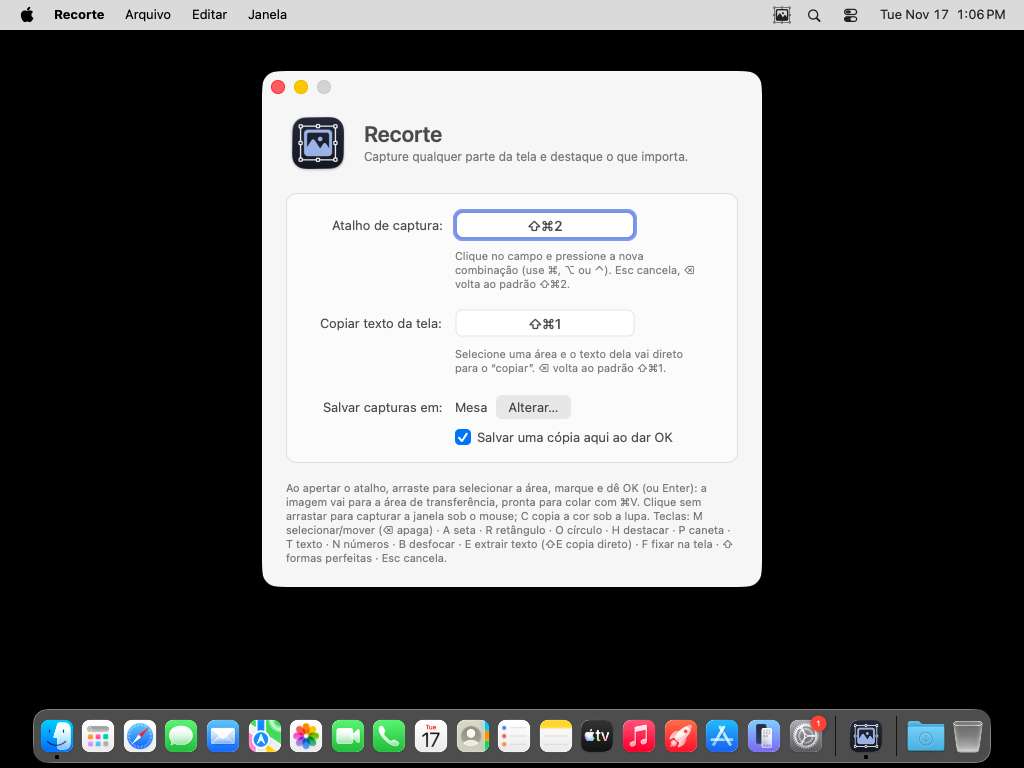 Recorte Arquivo Editar Janela Tue Nov 17 1:06 PM
Recorte
Capture qualquer parte da tela e destaque o que importa.
Atalho de captura: ⇧⌘2
Clique no campo e pressione a nova
combinação (use ⌘, ⌥ ou ^). Esc cancela, ⌫
volta ao padrão ⇧⌘2.
Copiar texto da tela: ⇧⌘1
Selecione uma área e o texto dela vai direto
para o “copiar”. ⌫ volta ao padrão ⇧⌘1.
Salvar capturas em: Mesa Alterar...
Salvar uma cópia aqui ao dar OK
Ao apertar o atalho, arraste para selecionar a área, marque e dê OK (ou Enter): a
imagem vai para a área de transferência, pronta para colar com ⌘V. Clique sem
arrastar para capturar a janela sob o mouse; C copia a cor sob a lupa. Teclas: M
selecionar/mover (⌫ apaga) · A seta · R retângulo · O círculo · H destacar · P caneta ·
T texto · N números · B desfocar · E extrair texto (⇧E copia direto) · F fixar na tela · ⇧
formas perfeitas · Esc cancela.
Tue
17
tv
1